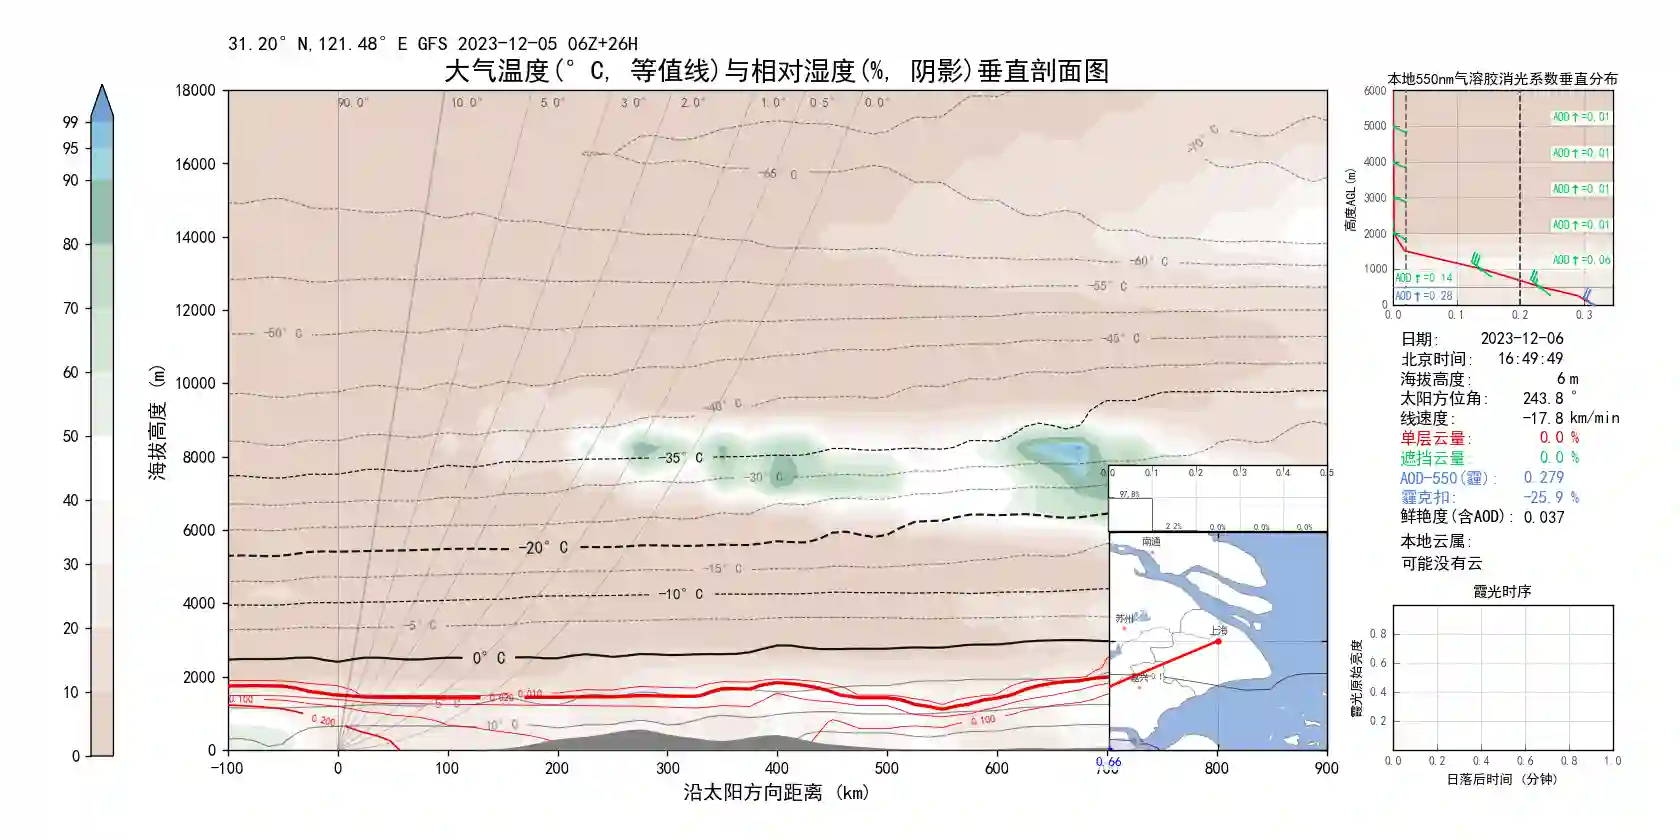 31.20° N,121.48° E GFS 2023-12-05 06Z+26H
大气温度(° C, 等值线)与相对湿度(%, 阴影)垂直剖面图
99
95
90
80
70
60
50
40
30
20
10
0
海拔高度 (m)
18000
16000
14000
12000
10000
8000
6000
4000
2000
0
90.0° 10.0° 5.0° 3.0° 2.0° 1.0° 0.5° 0.0°
-70° C
-65 ° C
-60° C
-55° C
-50° C
-45° C
-40° C
-35° C
-30° C
-20° C
-15° C
-10° C
-5° C
0° C
5° C
10° C
0.100
0.200
0.020
0.010
0.100
-100 0 100 200 300 400 500 600 700 800 900
0.66
沿太阳方向距离 (km)
0.0 0.1 0.2 0.3 0.4 0.5
97.8%
2.2% 0.0% 0.0% 0.0%
南通
苏州
上海
嘉兴
本地550nm气溶胶消光系数垂直分布
高度AGL(m)
6000
5000
4000
3000
2000
1000
0
AOD↑=0.01
AOD↑=0.01
AOD↑=0.01
AOD↑=0.01
AOD↑=0.06
AOD↑=0.14
AOD↑=0.28
0.0 0.1 0.2 0.3
日期: 2023-12-06
北京时间: 16:49:49
海拔高度: 6 m
太阳方位角: 243.8 °
线速度: -17.8 km/min
单层云量: 0.0 %
遮挡云量: 0.0 %
AOD-550(霾): 0.279
霾克扣: -25.9 %
鲜艳度(含AOD): 0.037
本地云属:
可能没有云
霞光时序
霞光原始亮度
0.8
0.6
0.4
0.2
0.0 0.2 0.4 0.6 0.8 1.0
日落后时间 (分钟)